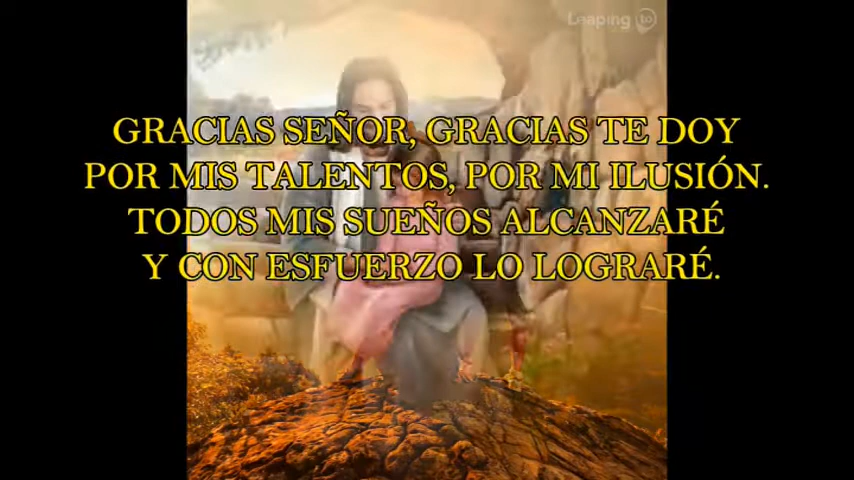 Leaping io
GRACIAS SEÑOR, GRACIAS TE DOY
POR MIS TALENTOS, POR MI ILUSIÓN.
TODOS MIS SUEÑOS ALCANZARÉ
Y CON ESFUERZO LO LOGRARÉ.